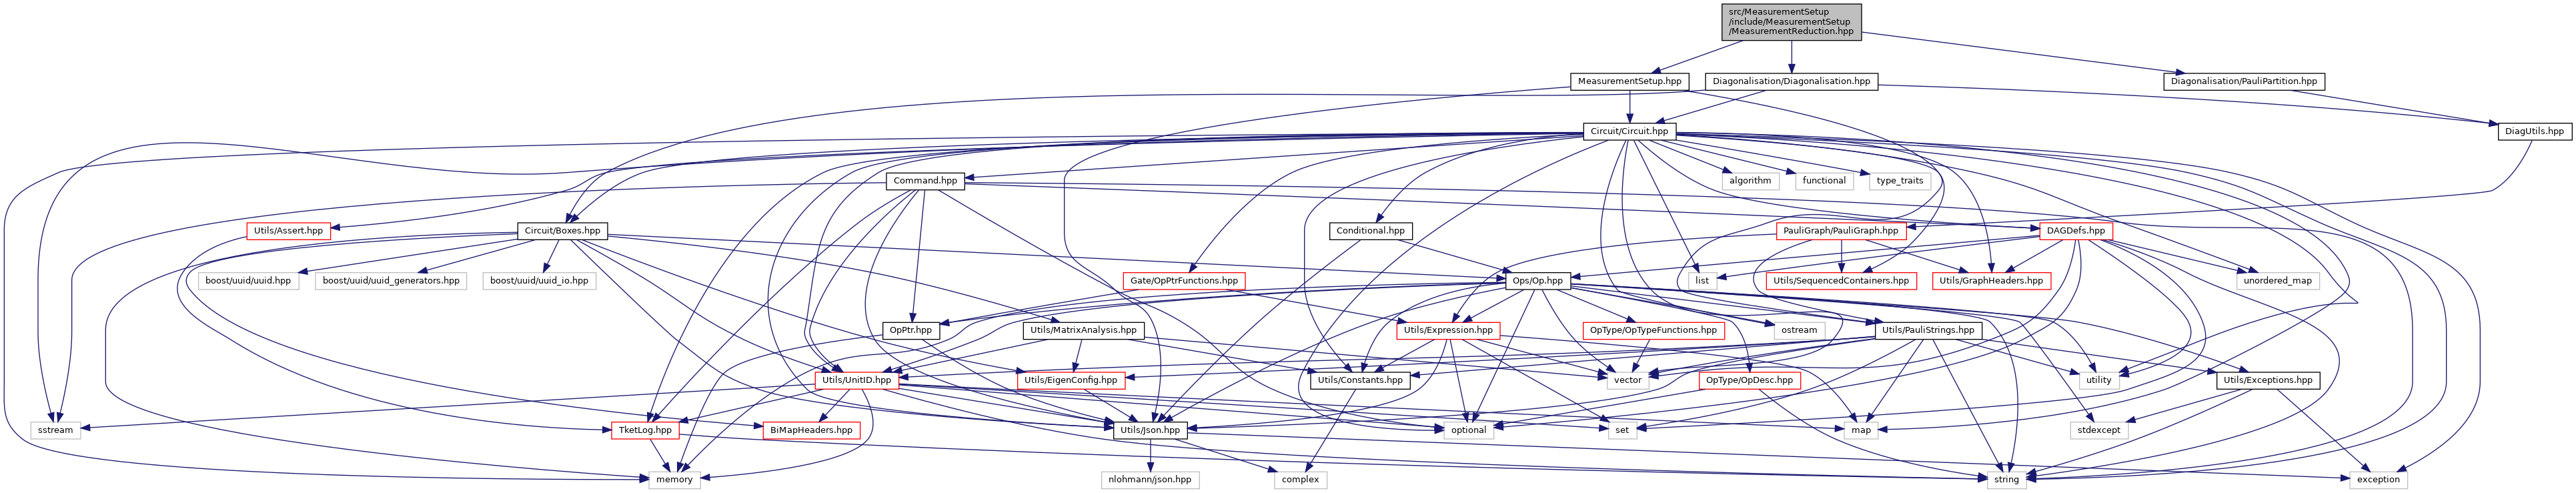 src/MeasurementSetup
/include/MeasurementSetup
/MeasurementReduction.hpp
MeasurementSetup.hpp
Diagonalisation/Diagonalisation.hpp
Diagonalisation/PauliPartition.hpp
Circuit/Circuit.hpp
DiagUtils.hpp
Command.hpp
algorithm
functional
type_traits
Utils/Assert.hpp
Circuit/Boxes.hpp
Conditional.hpp
PauliGraph/PauliGraph.hpp
DAGDefs.hpp
boost/uuid/uuid.hpp
boost/uuid/uuid_generators.hpp
boost/uuid/uuid_io.hpp
Gate/OpPtrFunctions.hpp
Ops/Op.hpp
list
Utils/SequencedContainers.hpp
Utils/GraphHeaders.hpp
unordered_map
OpPtr.hpp
Utils/MatrixAnalysis.hpp
Utils/Expression.hpp
OpType/OpTypeFunctions.hpp
ostream
Utils/PauliStrings.hpp
Utils/UnitID.hpp
Utils/EigenConfig.hpp
Utils/Constants.hpp
vector
OpType/OpDesc.hpp
utility
Utils/Exceptions.hpp
sstream
TketLog.hpp
BiMapHeaders.hpp
Utils/Json.hpp
optional
set
map
stdexcept
memory
nlohmann/json.hpp
complex
string
exception